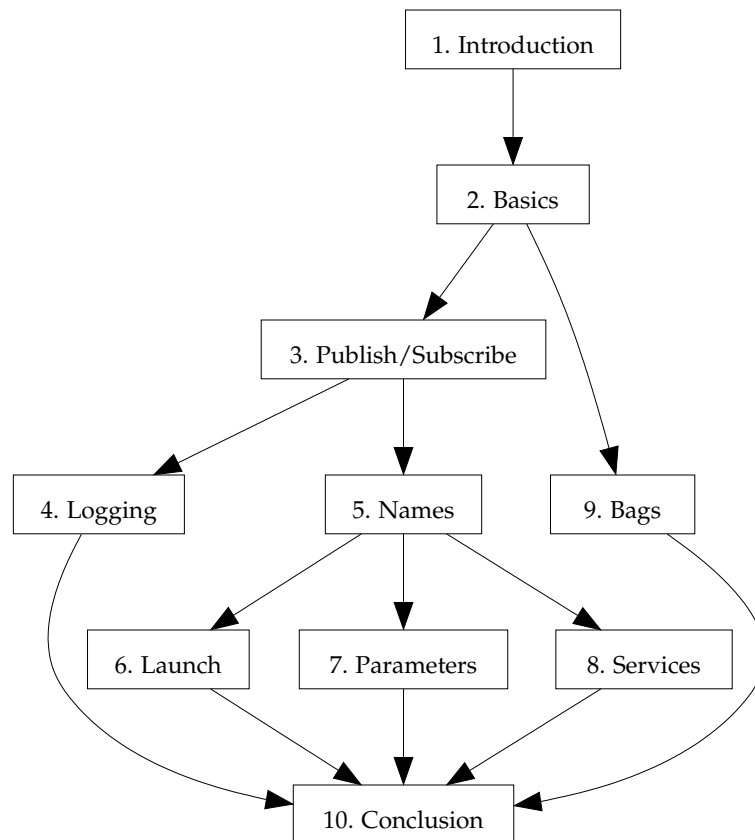 1. Introduction
2. Basics
3. Publish/Subscribe
4. Logging
5. Names
9. Bags
6. Launch
7. Parameters
8. Services
10. Conclusion